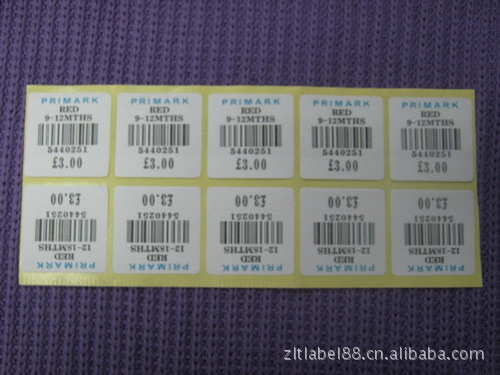 PRIMARK PRIMARK PRIMARK PRIMARK PRIMARK
RED RED RED RED RED
9-12MTHS 9-12MTHS 9-12MTHS 9-12MTHS 9-12MTHS
5440251 5440251 5440251 5440251 5440251
£3.00 £3.00 £3.00 £3.00 £3.00
PRIMARK PRIMARK PRIMARK PRIMARK PRIMARK
RED RED RED RED RED
12-18MTHS 12-18MTHS 12-18MTHS 12-18MTHS 12-18MTHS
5440251 5440251 5440251 5440251 5440251
£3.00 £3.00 £3.00 £3.00 £3.00
zltlabel88.cn.alibaba.com